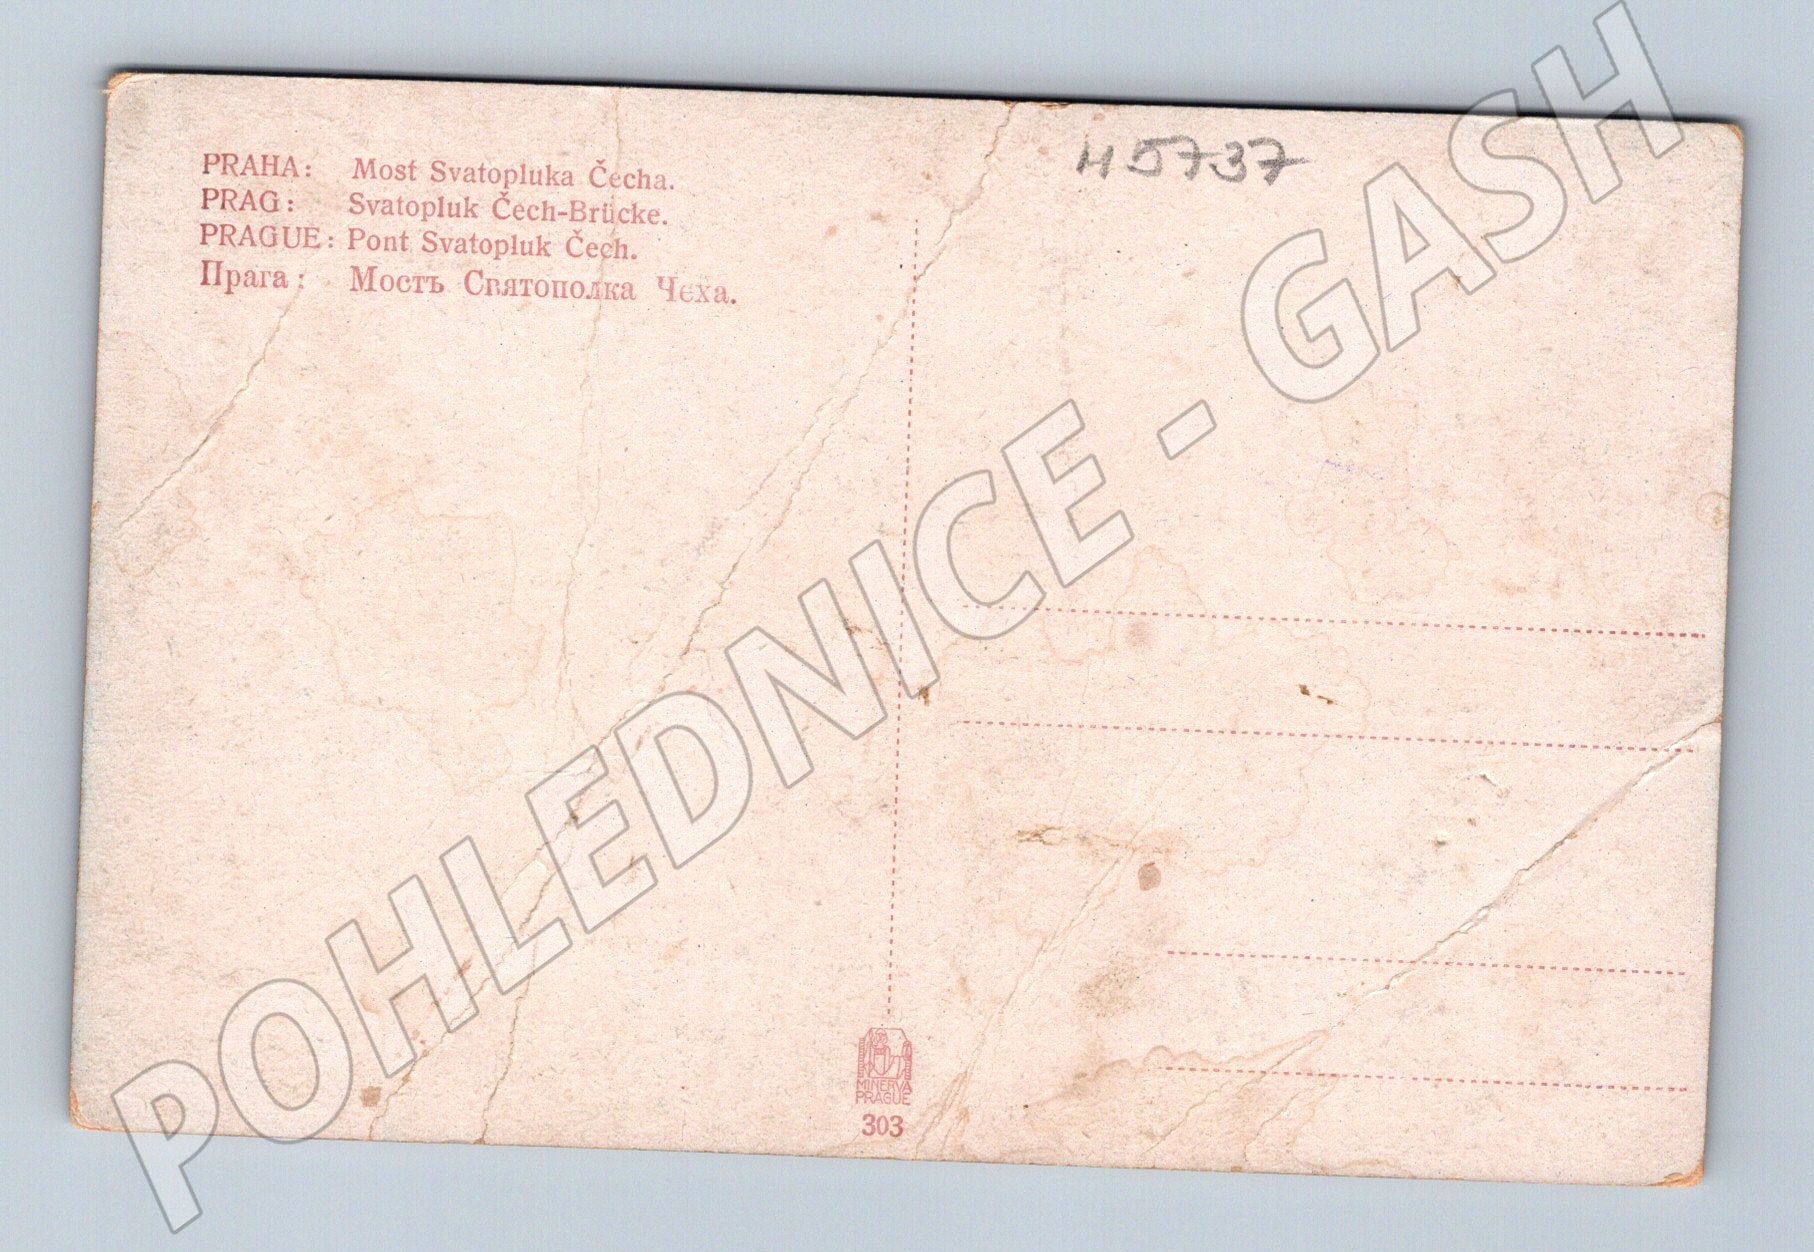 PRAHA: Most Svatopluka Čecha.
PRAG: Svatopluk Čech-Brücke.
PRAGUE: Pont Svatopluk Čech.
Прага: Мостъ Святополка Чеха.
H 5737
POHLEDNICE - GASH
MINERVA
PRAGUE
303